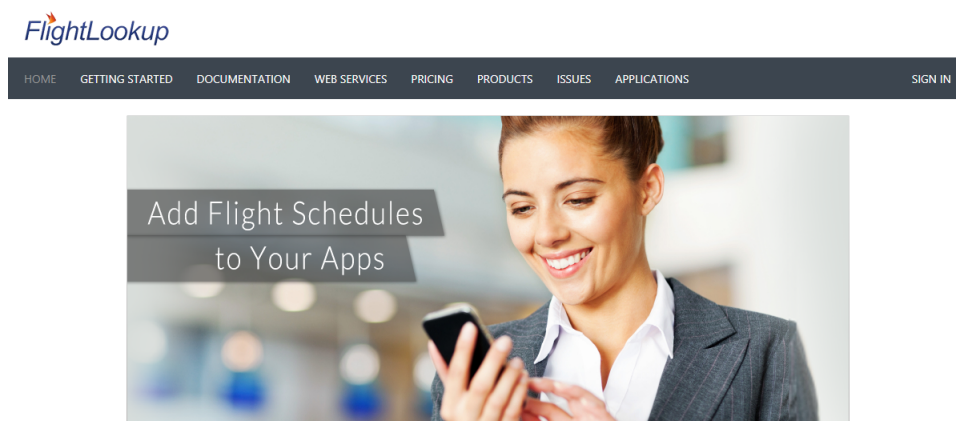 FlightLookup
HOME GETTING STARTED DOCUMENTATION WEB SERVICES PRICING PRODUCTS ISSUES APPLICATIONS SIGN IN
Add Flight Schedules
to Your Apps